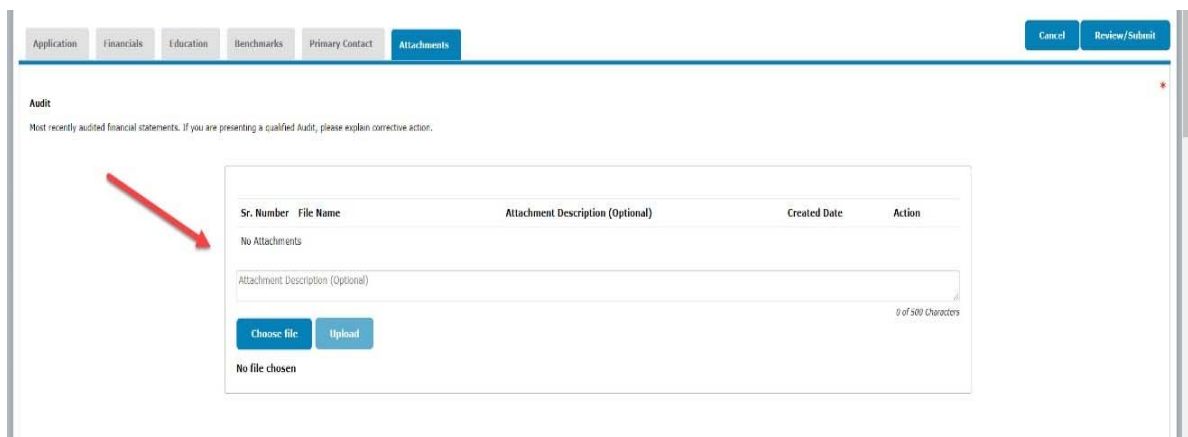 Application Financials Education Benchmarks Primary Contact Attachments Cancel Review/Submit
*
Audit
Most recently audited financial statements. If you are presenting a qualified Audit, please explain corrective action.
Sr. Number File Name Attachment Description (Optional) Created Date Action
No Attachments
Attachment Description (Optional)
0 of 500 Characters
Choose file Upload
No file chosen